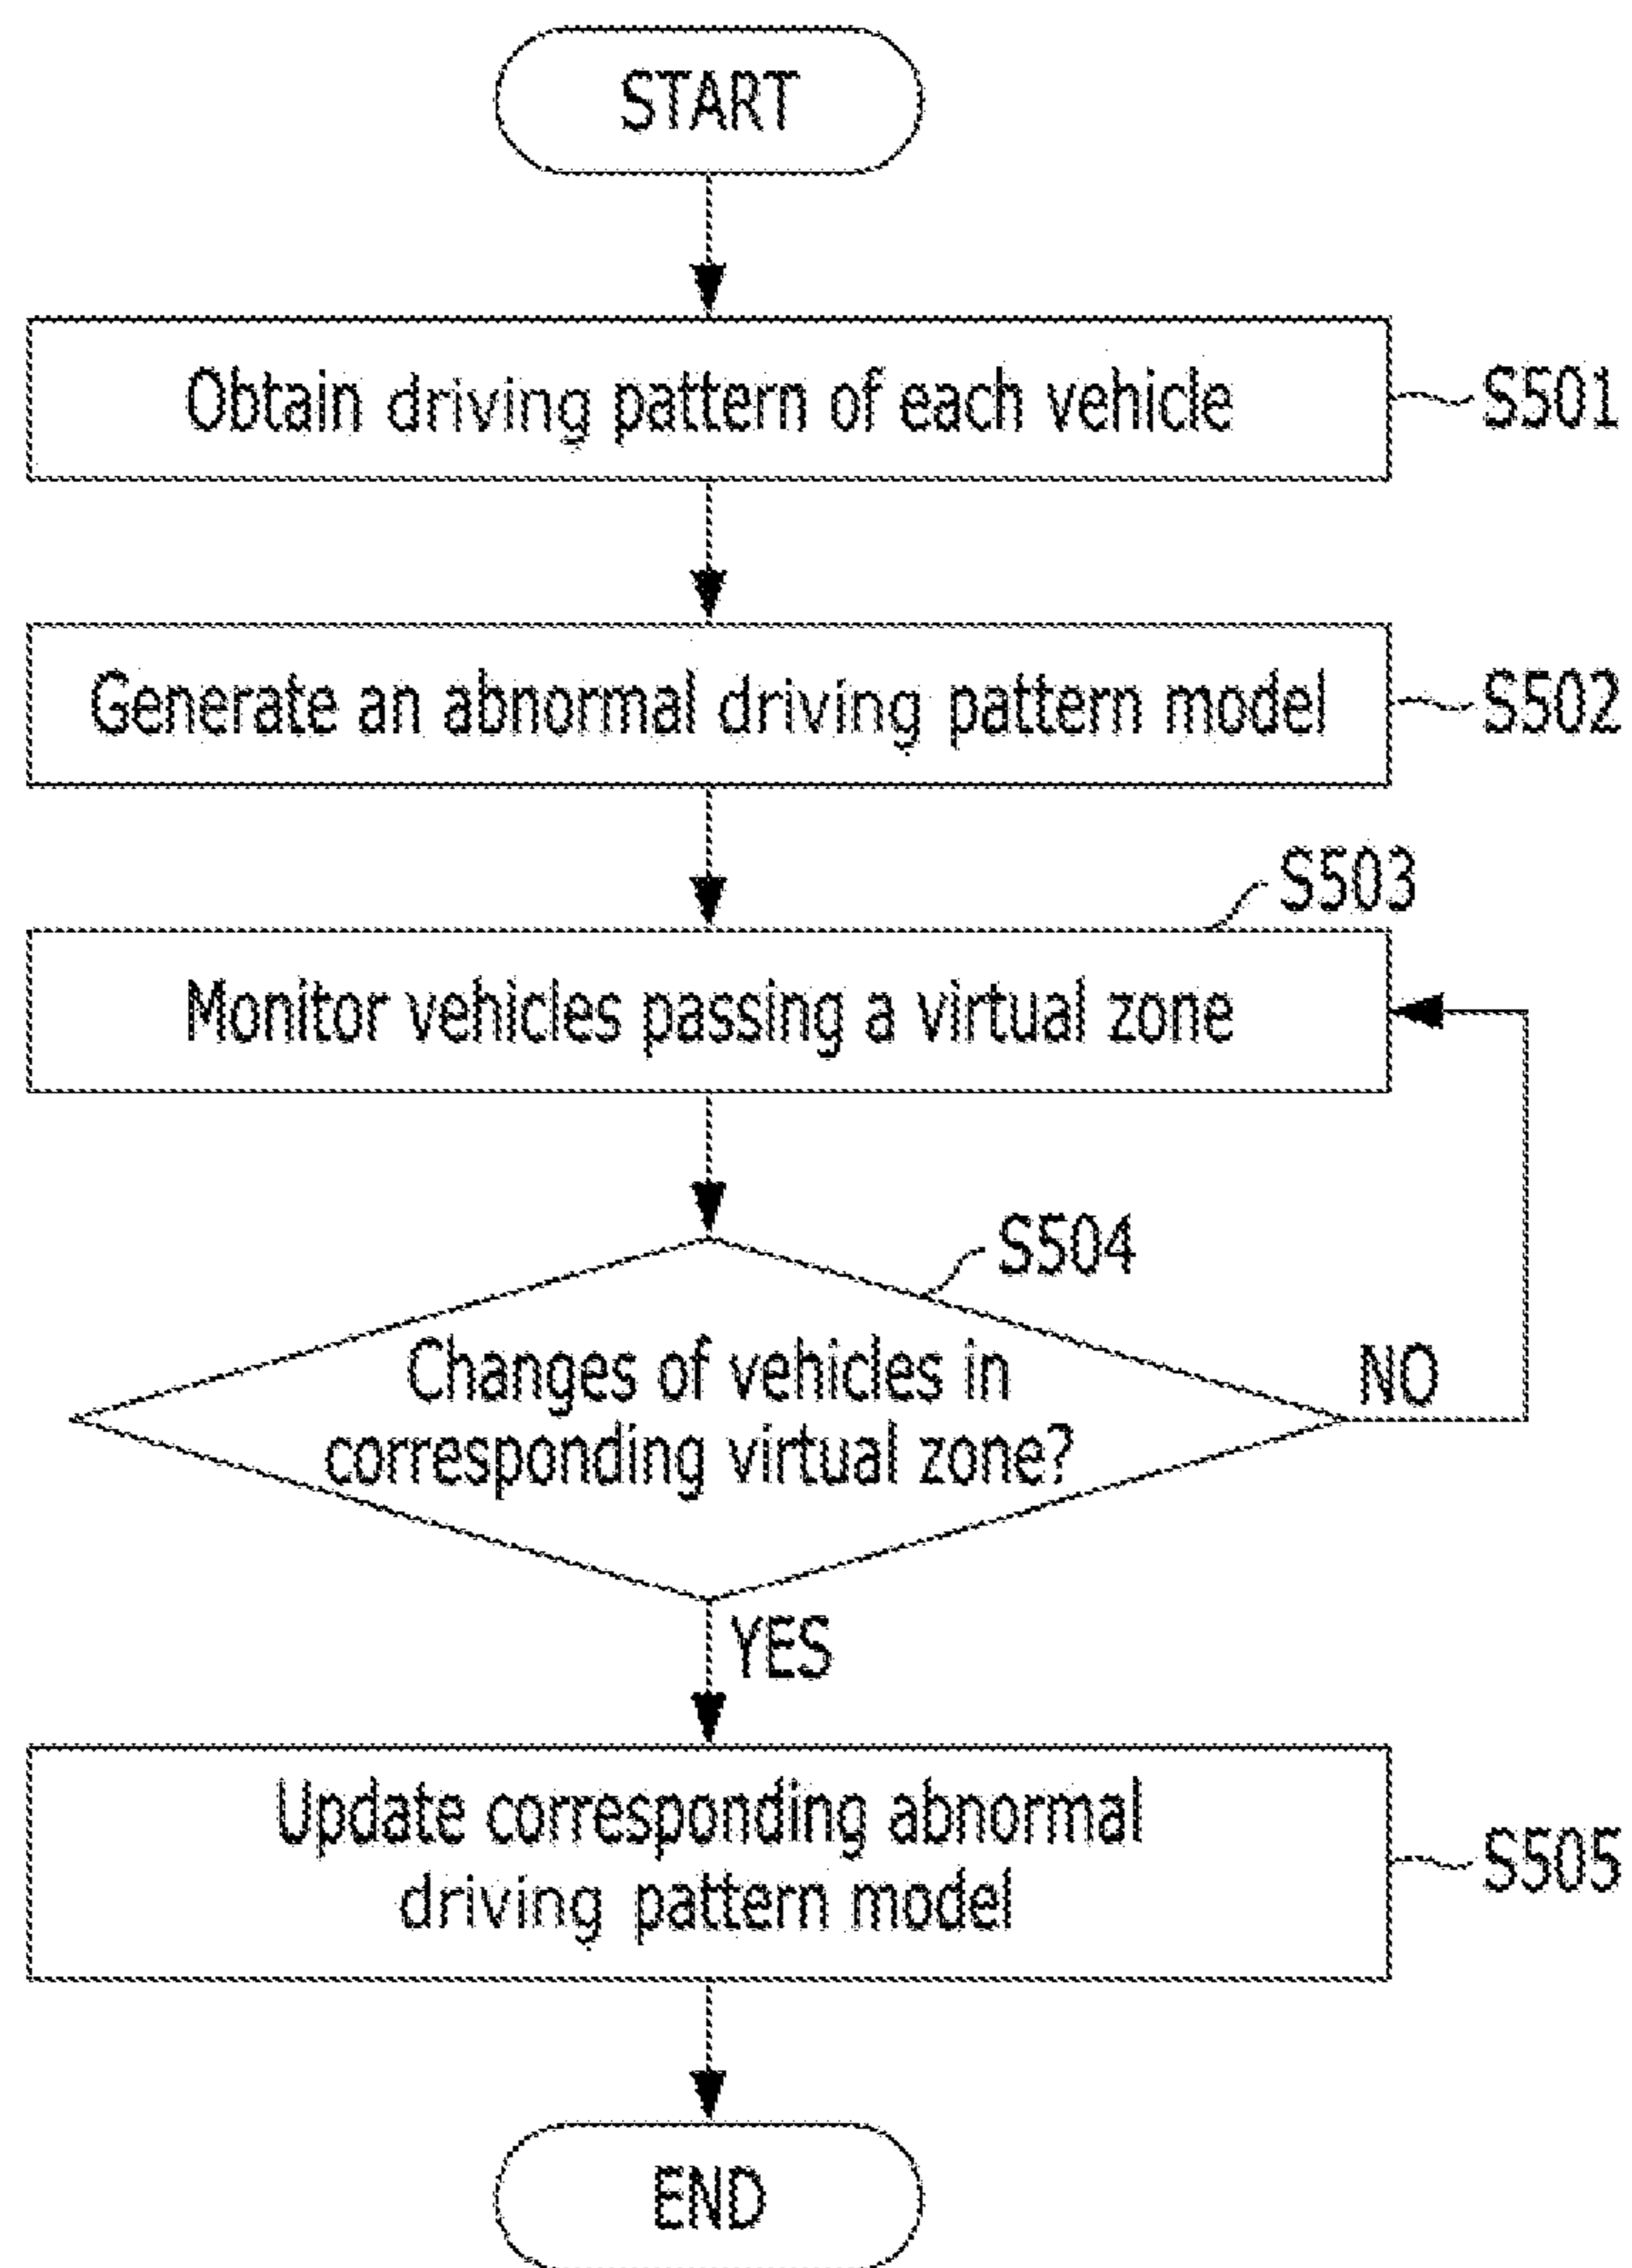 START
Obtain driving pattern of each vehicle
S501
Generate an abnormal driving pattern model
S502
S503
Monitor vehicles passing a virtual zone
S504
Changes of vehicles in
corresponding virtual zone?
NO
YES
Update corresponding abnormal
driving pattern model
S505
END